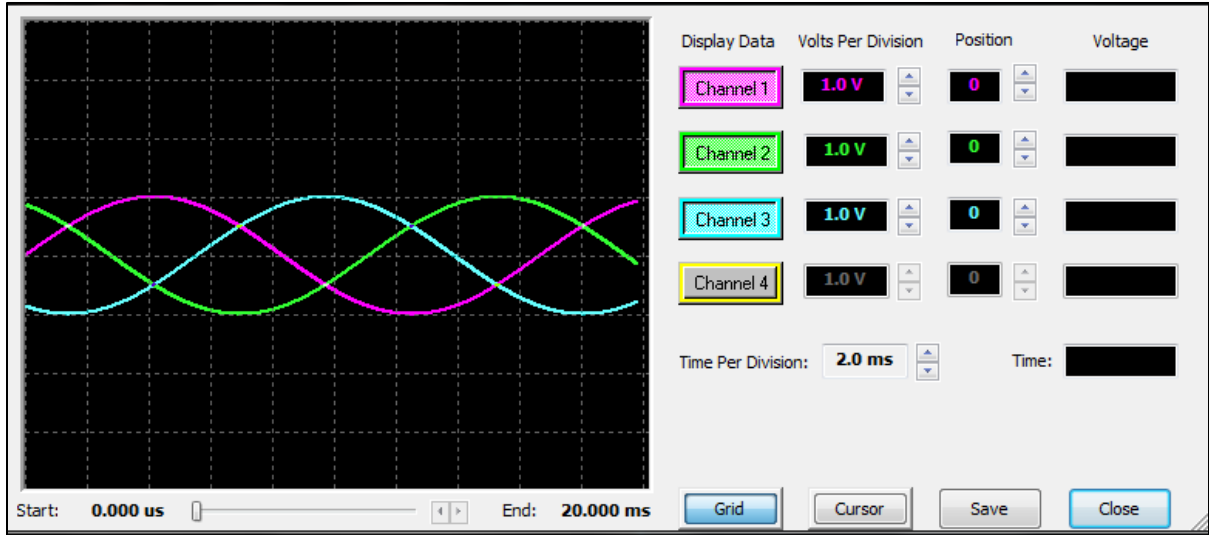 Display Data Volts Per Division Position Voltage
Channel 1 1.0 V 0
Channel 2 1.0 V 0
Channel 3 1.0 V 0
Channel 4 1.0 V 0
Time Per Division: 2.0 ms Time:
Start: 0.000 us End: 20.000 ms Grid Cursor Save Close